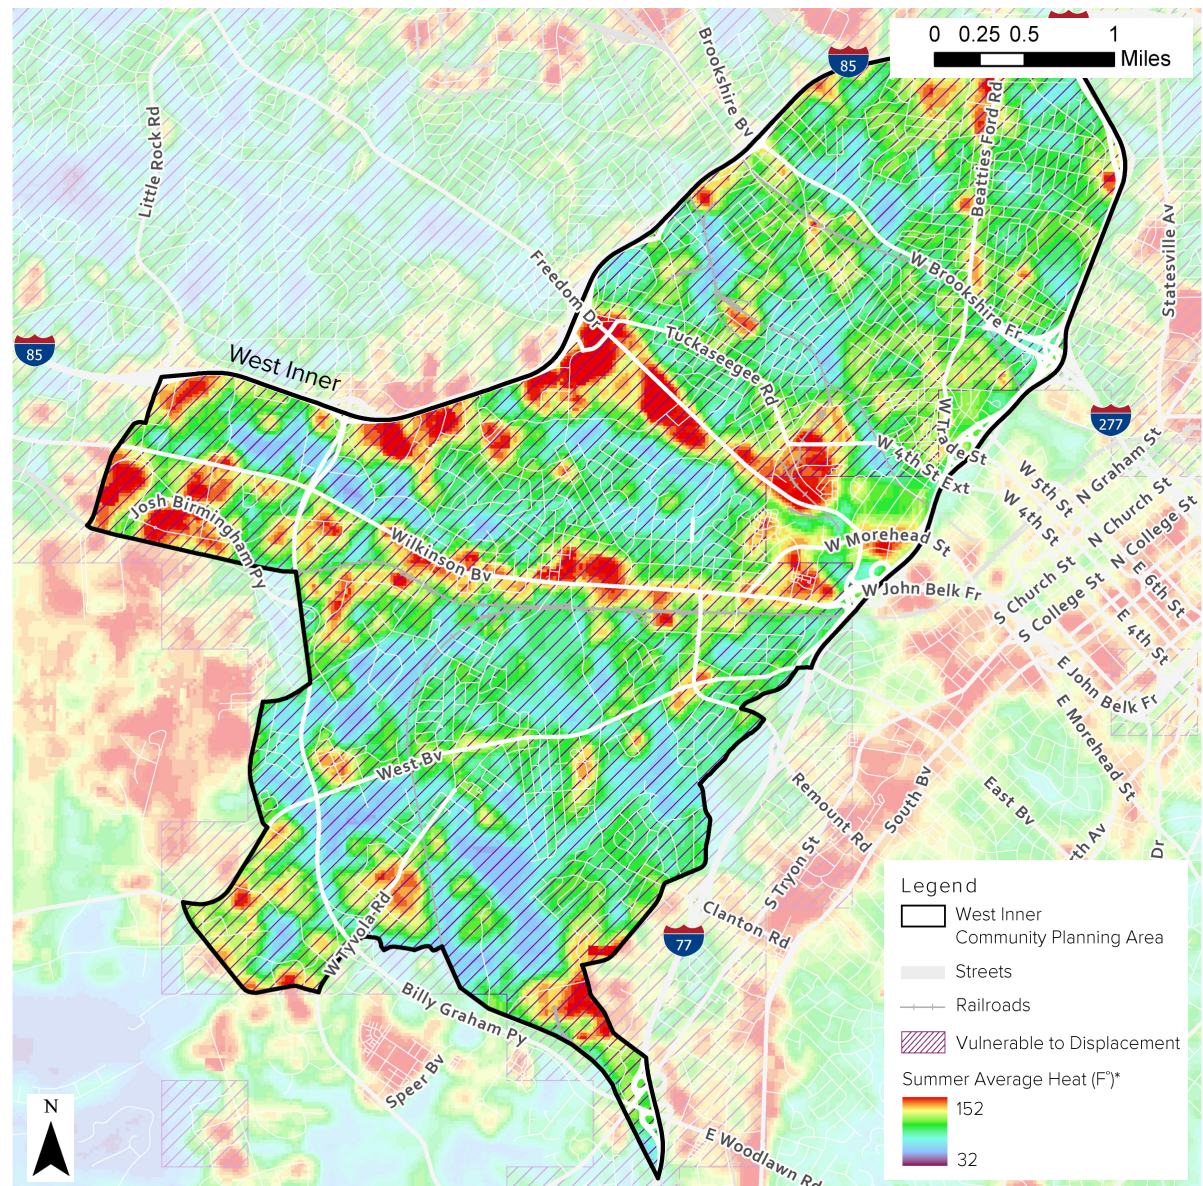 0 0.25 0.5 1
Miles
85
Brookshire Bv
Little Rock Rd
Beatties Ford Rd
Statesville Av
Freedom Dr
W Brookshire Fr
85
West Inner
Tuckaseegee Rd
277
W Trade St
W 4th St Ext
W 5th St
N Graham St
W 4th St
N Church St
N College St
Josh Birmingham Py
Wilkinson Bv
W Morehead St
E 6th St
W John Belk Fr
S Church St
S College St
E 4th St
E John Belk Fr
E Morehead St
West Bv
Remount Rd
South Bv
East Bv
S Tryon St
rth Av
Dr
W Tyvola Rd
Clanton Rd
77
Billy Graham Py
Speer Bv
E Woodlawn Rd
N
Legend
West Inner
Community Planning Area
Streets
Railroads
Vulnerable to Displacement
Summer Average Heat (F°)*
152
32